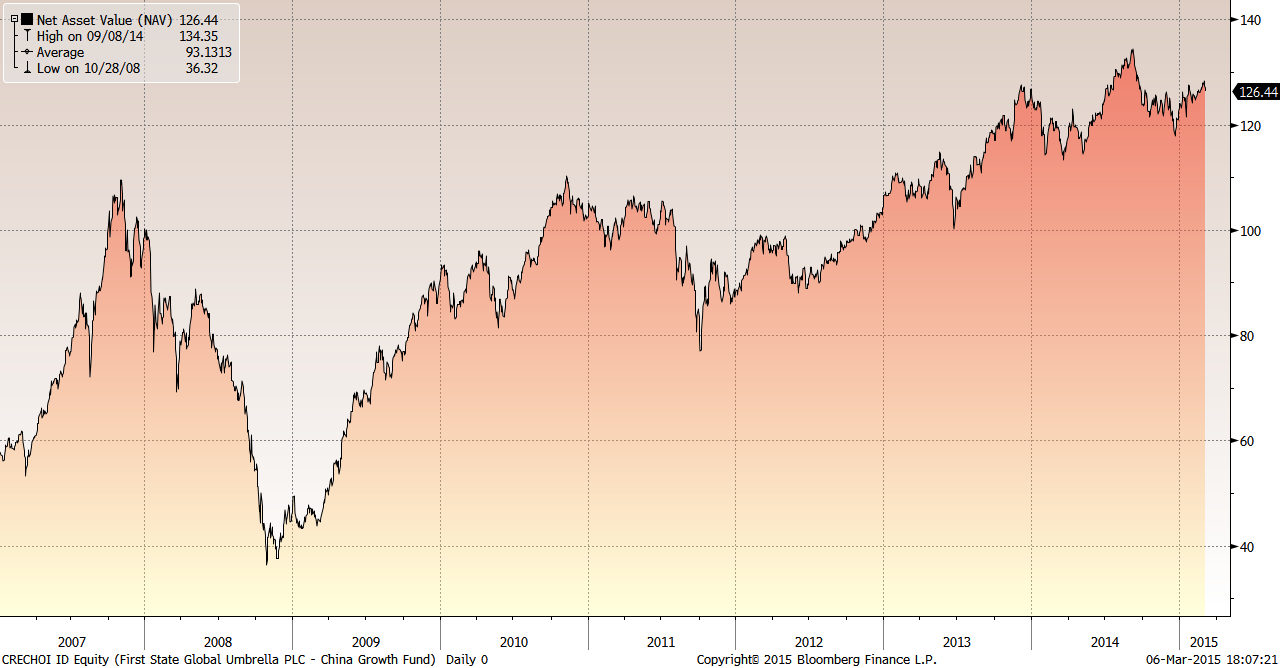 Net Asset Value (NAV) 126.44
High on 09/08/14 134.35
Average 93.1313
Low on 10/28/08 36.32
140
126.44
120
100
80
60
40
2007 2008 2009 2010 2011 2012 2013 2014 2015
CRECHOI ID Equity (First State Global Umbrella PLC - China Growth Fund) Daily 0 Copyright© 2015 Bloomberg Finance L.P. 06-Mar-2015 18:07:21